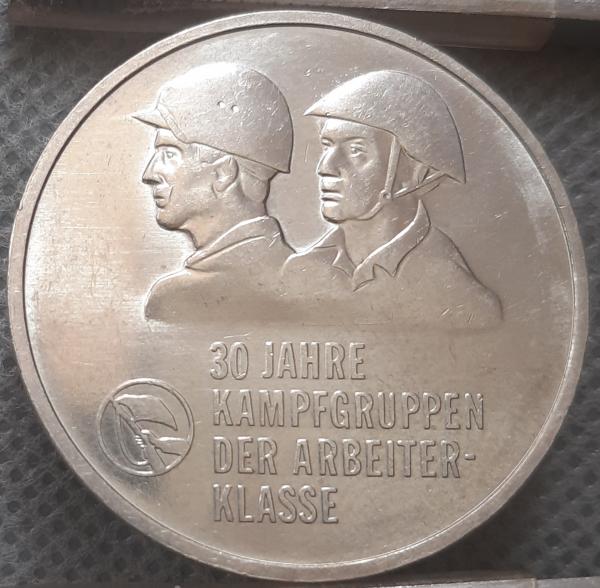 30 JAHRE
KAMPFGRUPPEN
DER ARBEITER-
KLASSE